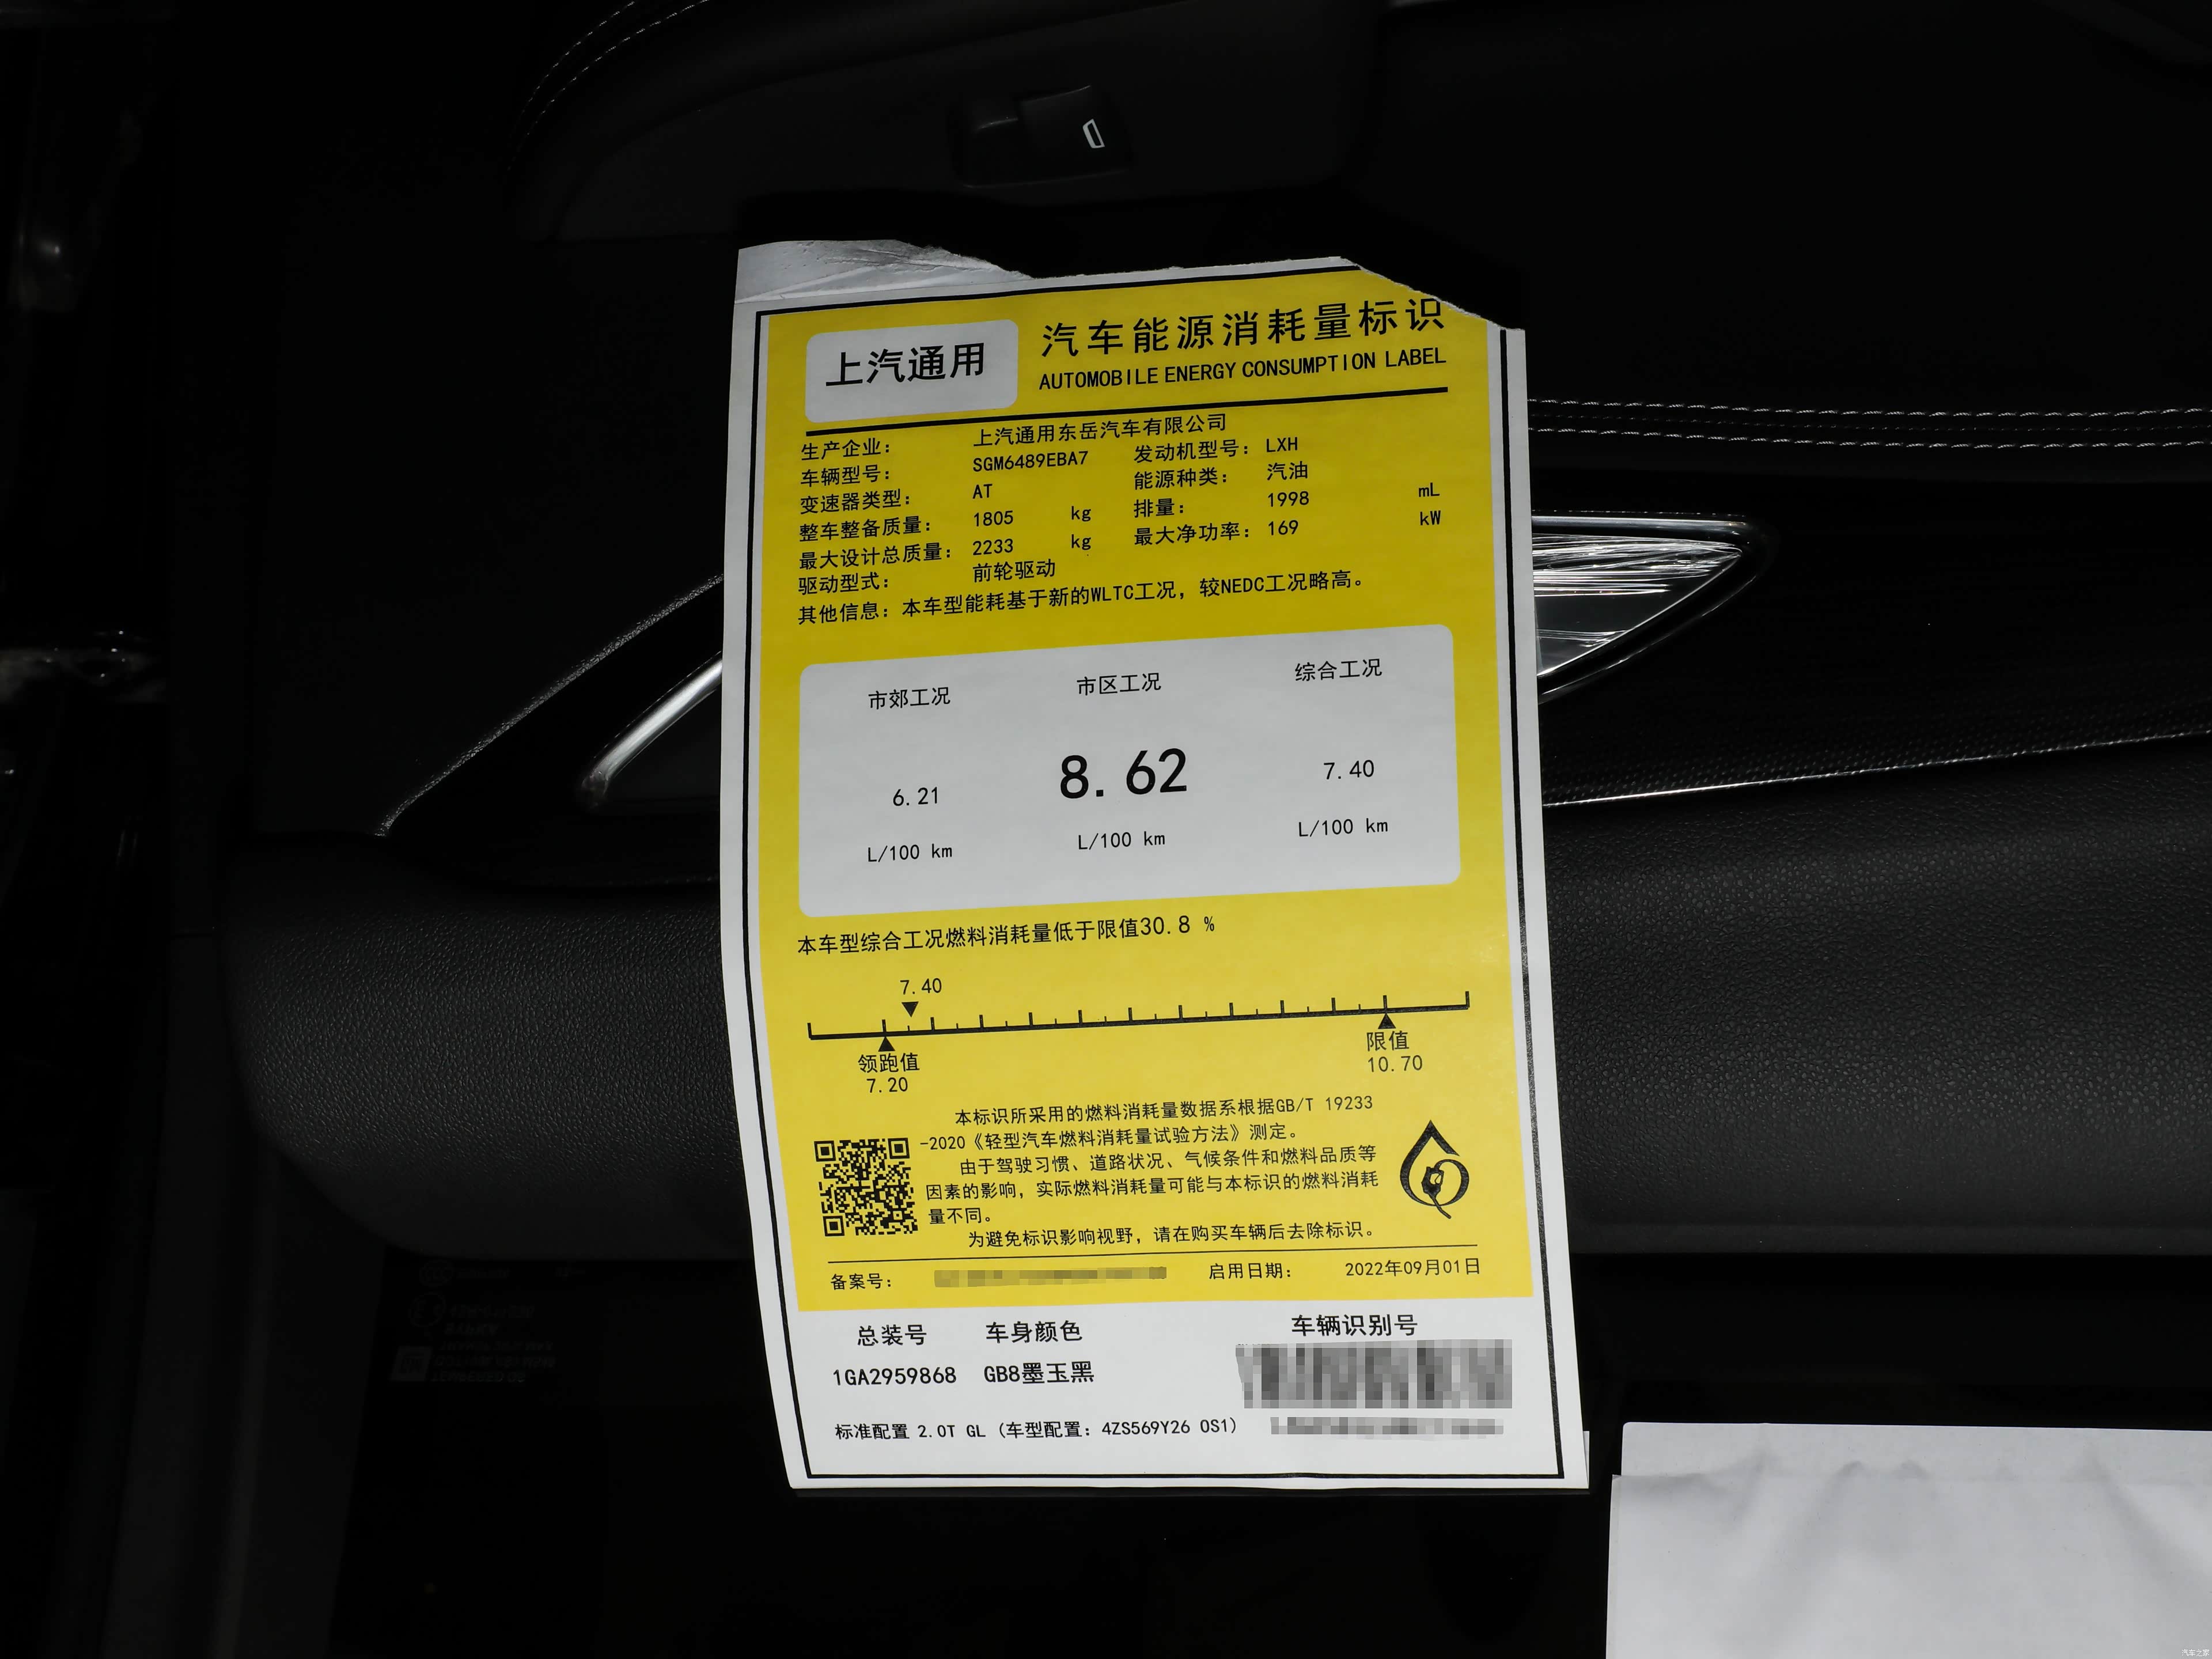 上汽通用
汽车能源消耗量标识
AUTOMOBILE ENERGY CONSUMPTION LABEL
生产企业： 上汽通用东岳汽车有限公司
车辆型号： SGM6489EBA7 发动机型号： LXH
变速器类型： AT 能源种类： 汽油
整车整备质量： 1805 kg 排量： 1998 mL
最大设计总质量： 2233 kg 最大净功率： 169 kW
驱动型式： 前轮驱动
其他信息： 本车型能耗基于新的WLTC工况，较NEDC工况略高。
市郊工况 市区工况 综合工况
6.21 8.62 7.40
L/100 km L/100 km L/100 km
本车型综合工况燃料消耗量低于限值30.8 %
7.40
领跑值 限值
7.20 10.70
本标识所采用的燃料消耗量数据系根据GB/T 19233
-2020《轻型汽车燃料消耗量试验方法》测定。
由于驾驶习惯、道路状况、气候条件和燃料品质等
因素的影响，实际燃料消耗量可能与本标识的燃料消耗
量不同。
为避免标识影响视野，请在购买车辆后去除标识。
备案号： 启用日期： 2022年09月01日
总装号 车身颜色 车辆识别号
1GA2959868 GB8墨玉黑
标准配置 2.0T GL (车型配置：4ZS569Y26 0S1)
汽车之家